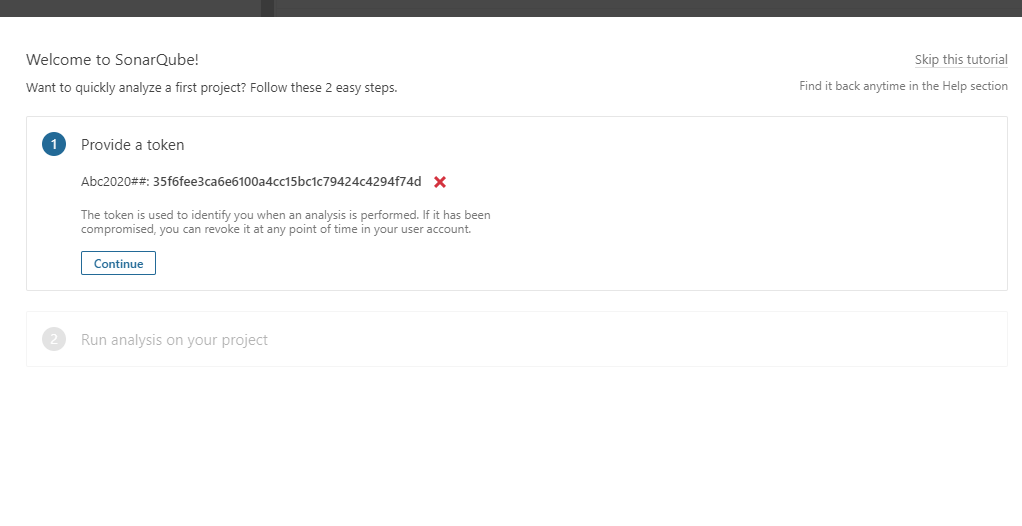 Welcome to SonarQube!
Skip this tutorial
Want to quickly analyze a first project? Follow these 2 easy steps.
Find it back anytime in the Help section
1 Provide a token
Abc2020##: 35f6fee3ca6e6100a4cc15bc1c79424c4294f74d
The token is used to identify you when an analysis is performed. If it has been
compromised, you can revoke it at any point of time in your user account.
Continue
2 Run analysis on your project